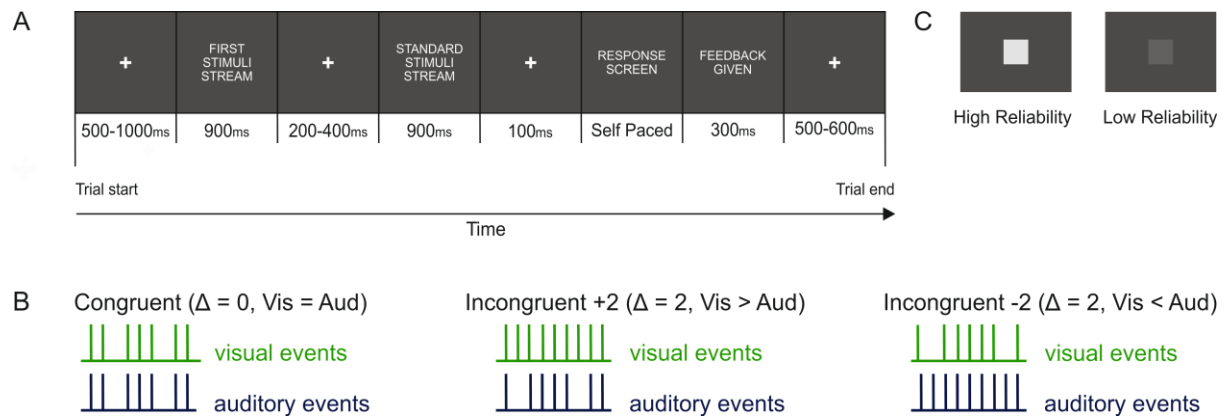 A
C
+
FIRST
STIMULI
STREAM
+
STANDARD
STIMULI
STREAM
+
RESPONSE
SCREEN
FEEDBACK
GIVEN
+
500-1000ms
900ms
200-400ms
900ms
100ms
Self Paced
300ms
500-600ms
High Reliability
Low Reliability
Trial start
Trial end
Time
B
Congruent (Δ = 0, Vis = Aud)
visual events
auditory events
Incongruent +2 (Δ = 2, Vis > Aud)
visual events
auditory events
Incongruent -2 (Δ = 2, Vis < Aud)
visual events
auditory events